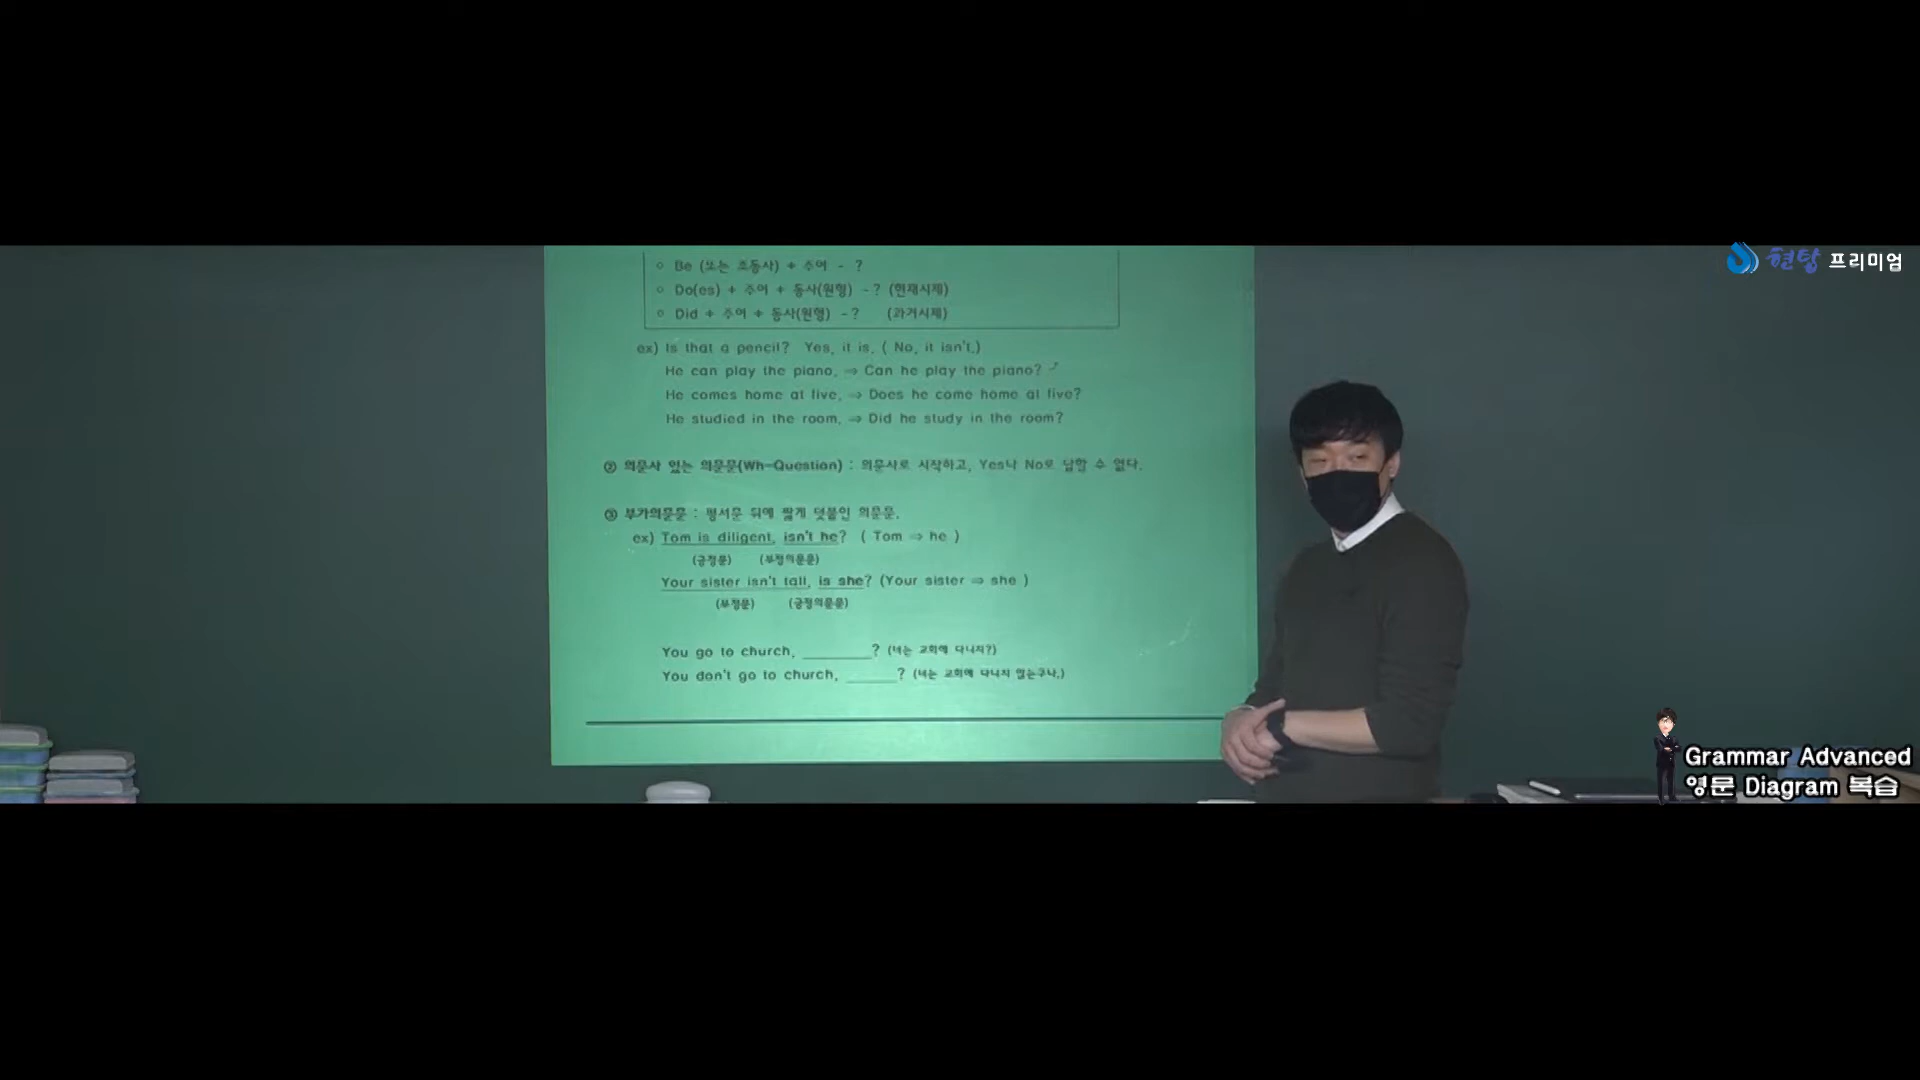 ○ Be (또는 조동사) + 주어 - ?
○ Do(es) + 주어 + 동사(원형) -? (현재시제)
○ Did + 주어 + 동사(원형) -? (과거시제)
ex) Is that a pencil? Yes, it is. ( No, it isn't.)
He can play the piano. ⇒ Can he play the piano?
He comes home at five. ⇒ Does he come home at five?
He studied in the room. ⇒ Did he study in the room?
② 의문사 있는 의문문(Wh-Question) : 의문사로 시작하고, Yes나 No로 답할 수 없다.
③ 부가의문문 : 평서문 뒤에 짧게 덧붙인 의문문.
ex) Tom is diligent, isn't he? ( Tom ⇒ he )
(긍정문) (부정의문문)
Your sister isn't tall, is she? (Your sister ⇒ she )
(부정문) (긍정의문문)
You go to church, ________? (너는 교회에 다니지?)
You don't go to church, ______? (너는 교회에 다니지 않는구나.)
현탑 프리미엄
Grammar Advanced
영문 Diagram 복습